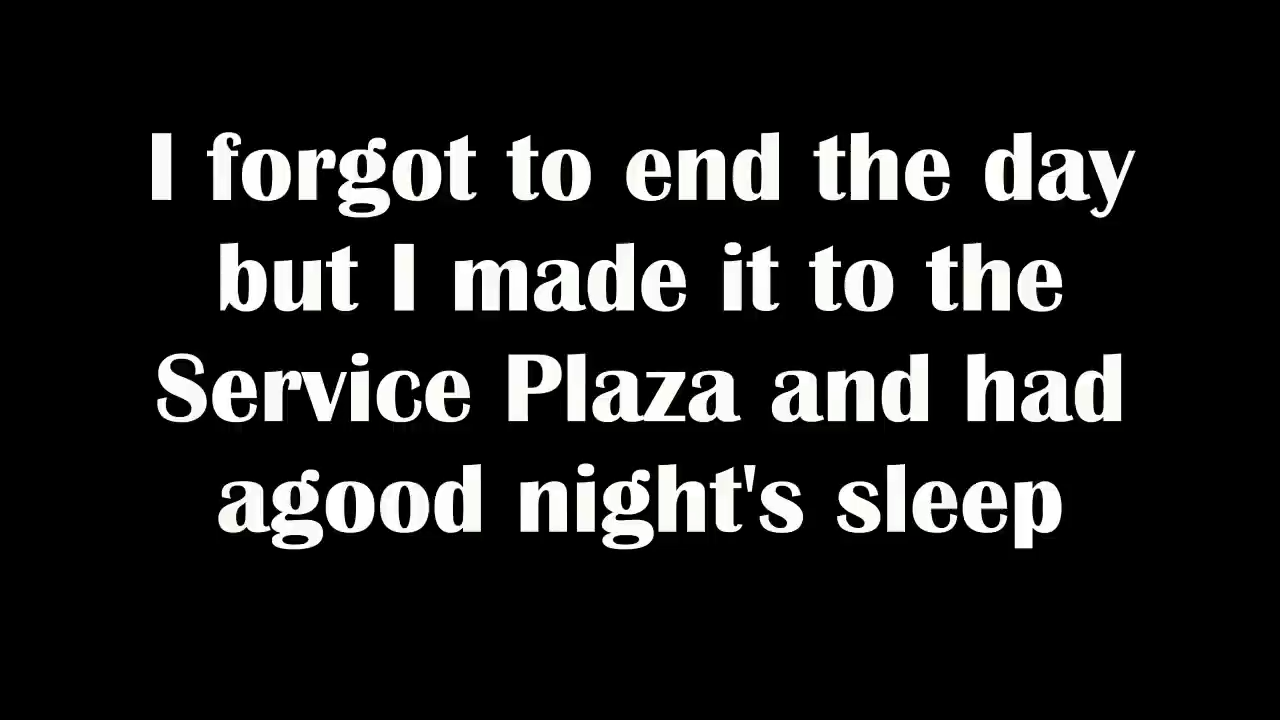 I forgot to end the day
but I made it to the
Service Plaza and had
agood night's sleep